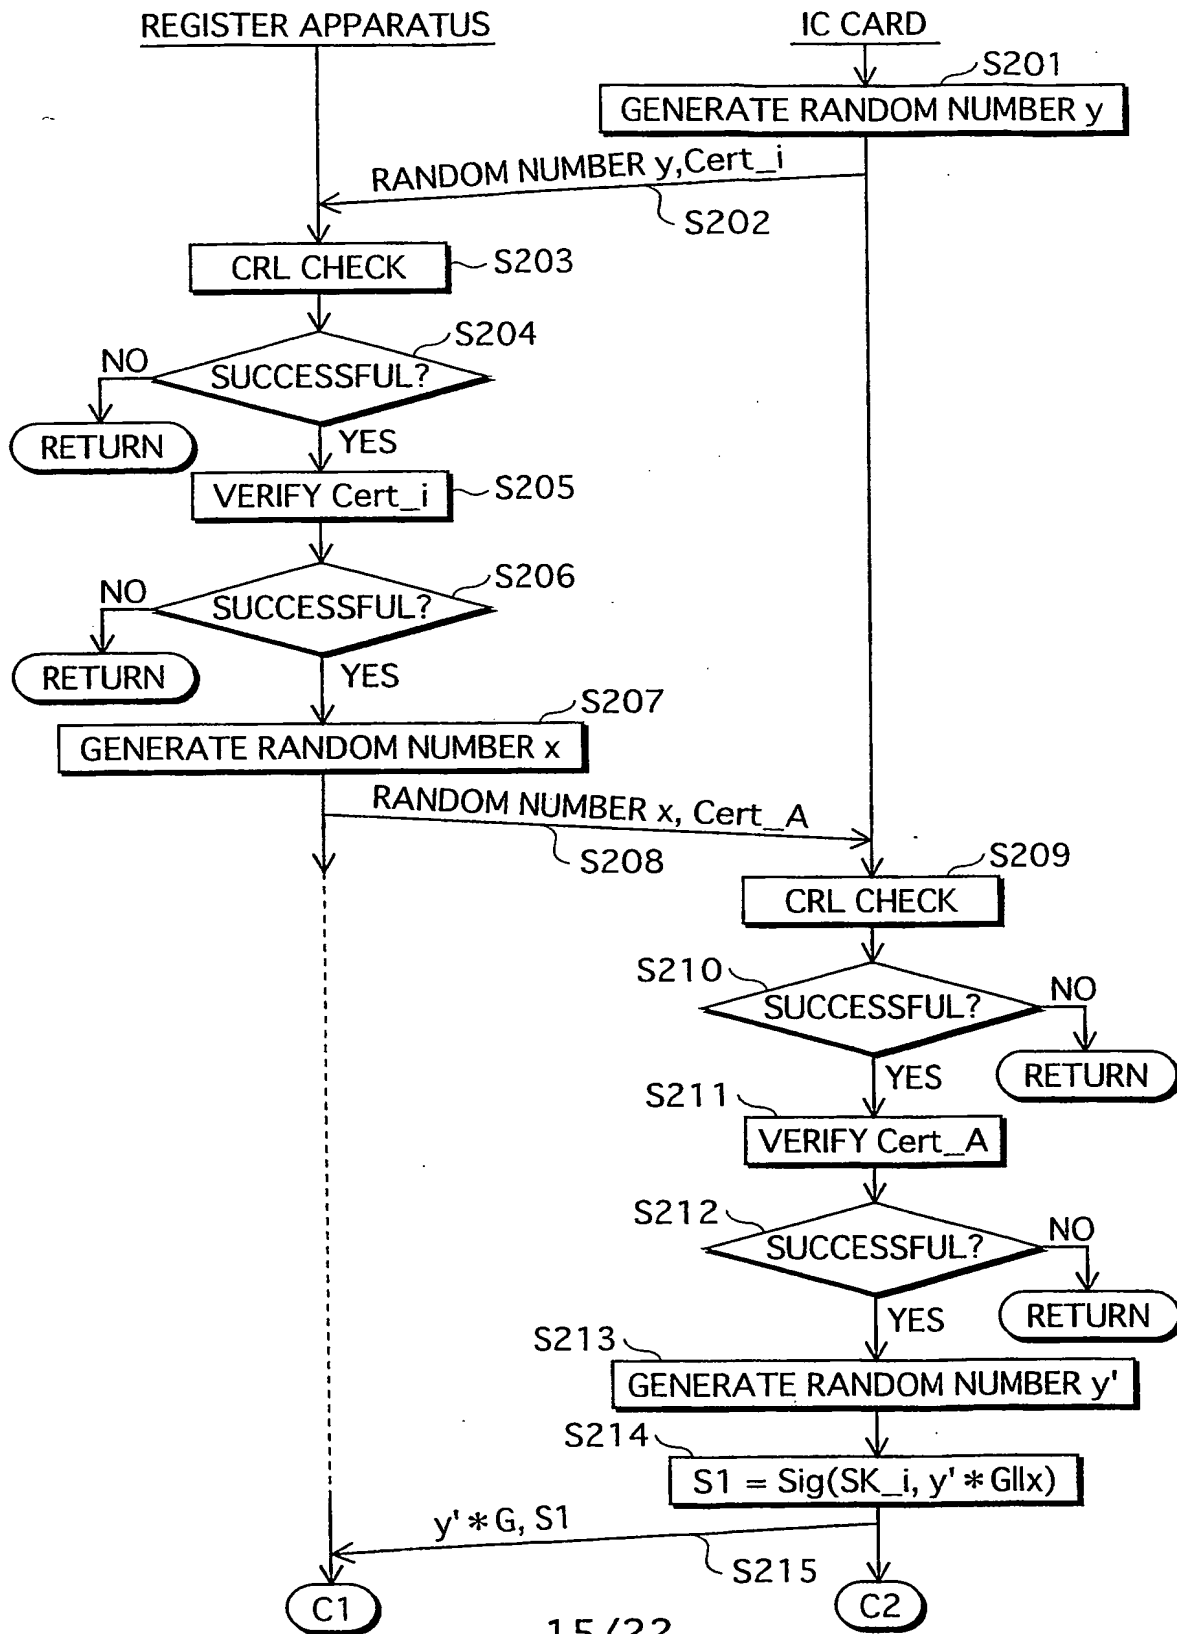 REGISTER APPARATUS
IC CARD
S201
GENERATE RANDOM NUMBER y
RANDOM NUMBER y,Cert_i
S202
CRL CHECK
S203
S204
SUCCESSFUL?
NO
RETURN
YES
VERIFY Cert_i
S205
S206
SUCCESSFUL?
NO
RETURN
YES
S207
GENERATE RANDOM NUMBER x
RANDOM NUMBER x, Cert_A
S208
S209
CRL CHECK
S210
SUCCESSFUL?
NO
RETURN
YES
S211
VERIFY Cert_A
S212
SUCCESSFUL?
NO
RETURN
YES
S213
GENERATE RANDOM NUMBER y'
S214
S1 = Sig(SK_i, y'*G||x)
y'*G, S1
S215
C1
C2
15/22